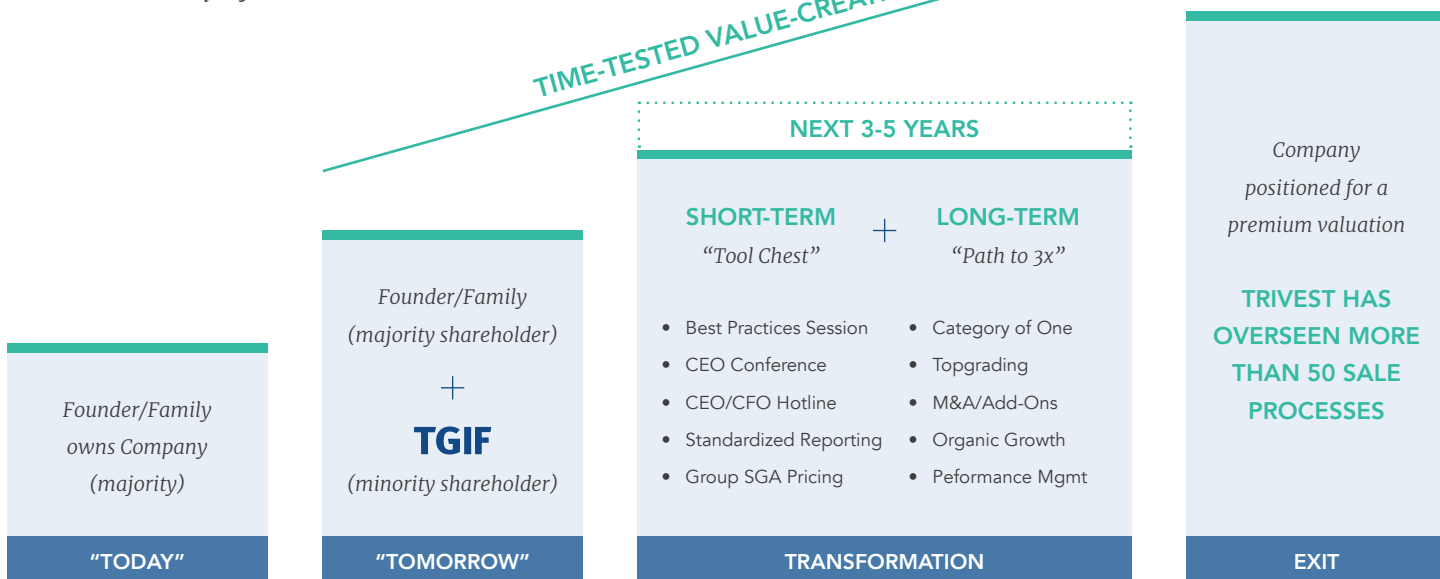 TIME-TESTED VALUE-CREA
“TODAY”
Founder/Family
owns Company
(majority)
“TOMORROW”
Founder/Family
(majority shareholder)
+
TGIF
(minority shareholder)
NEXT 3-5 YEARS
SHORT-TERM
“Tool Chest”
• Best Practices Session
• CEO Conference
• CEO/CFO Hotline
• Standardized Reporting
• Group SGA Pricing
+
LONG-TERM
“Path to 3x”
• Category of One
• Topgrading
• M&A/Add-Ons
• Organic Growth
• Peformance Mgmt
TRANSFORMATION
Company
positioned for a
premium valuation
TRIVEST HAS
OVERSEEN MORE
THAN 50 SALE
PROCESSES
EXIT